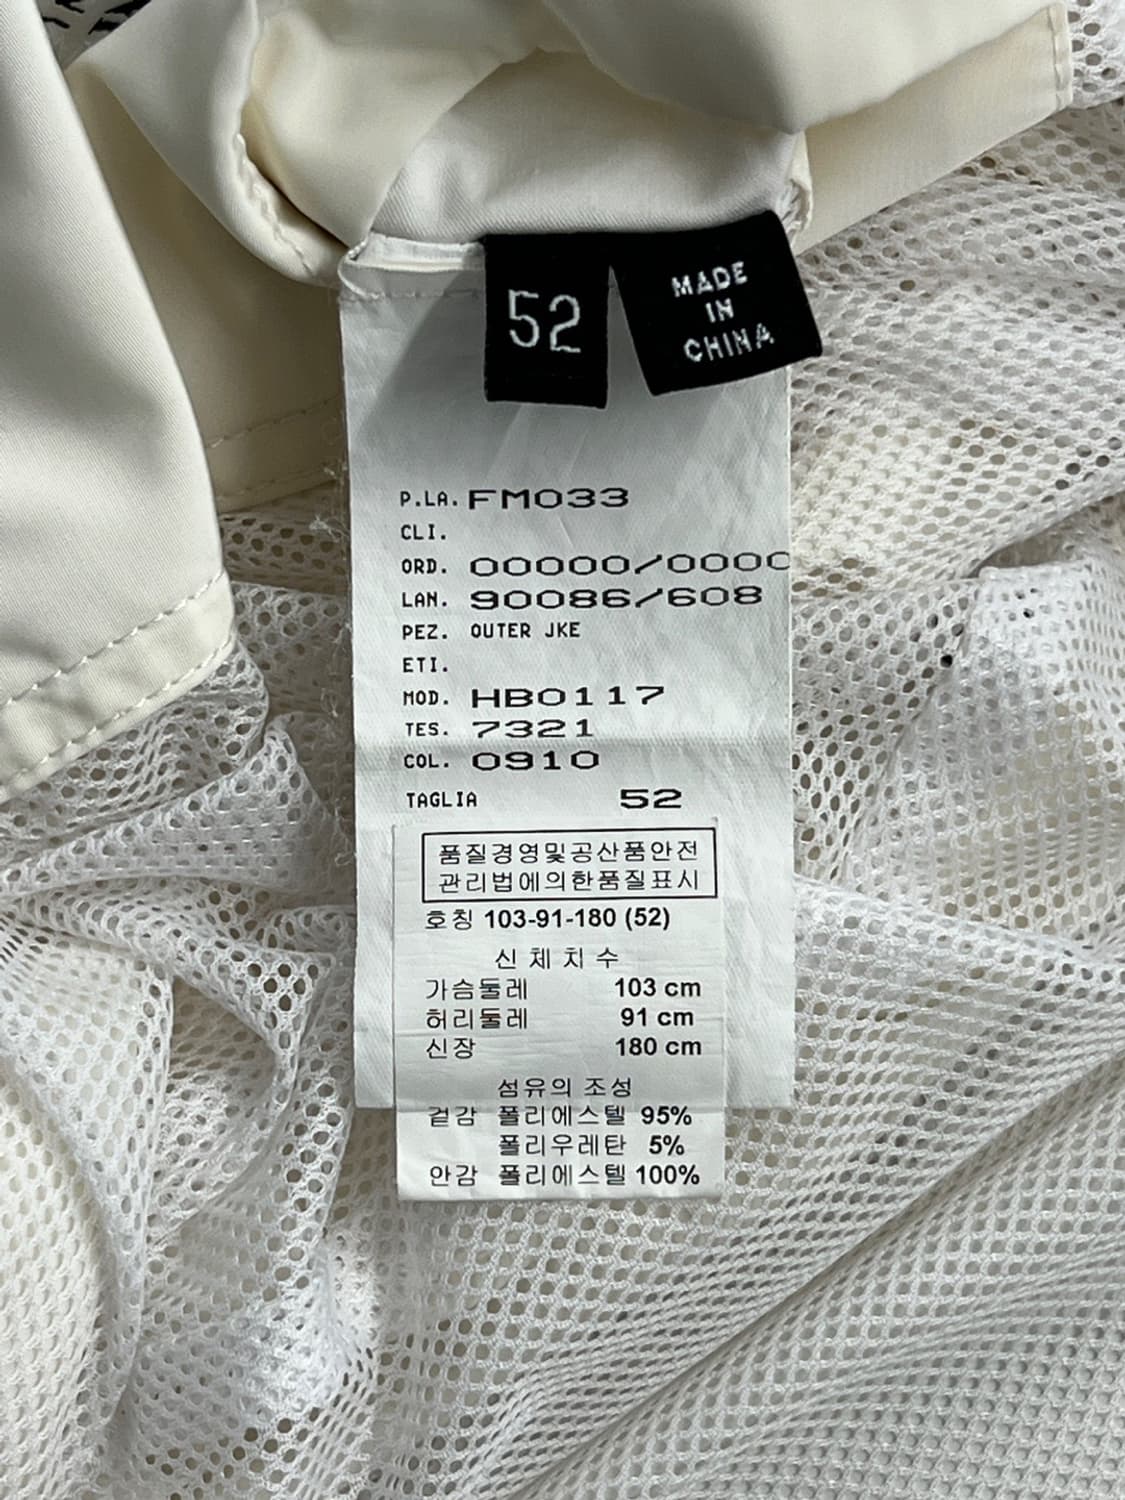 52
MADE
IN
CHINA
P.LA. FM033
CLI.
ORD. 00000/0000
LAN. 90086/608
PEZ. OUTER JKE
ETI.
MOD. HB0117
TES. 7321
COL. 0910
TAGLIA 52
품질경영및공산품안전
관리법에의한품질표시
호칭 103-91-180 (52)
신체치수
가슴둘레 103 cm
허리둘레 91 cm
신장 180 cm
섬유의 조성
겉감 폴리에스텔 95%
폴리우레탄 5%
안감 폴리에스텔 100%